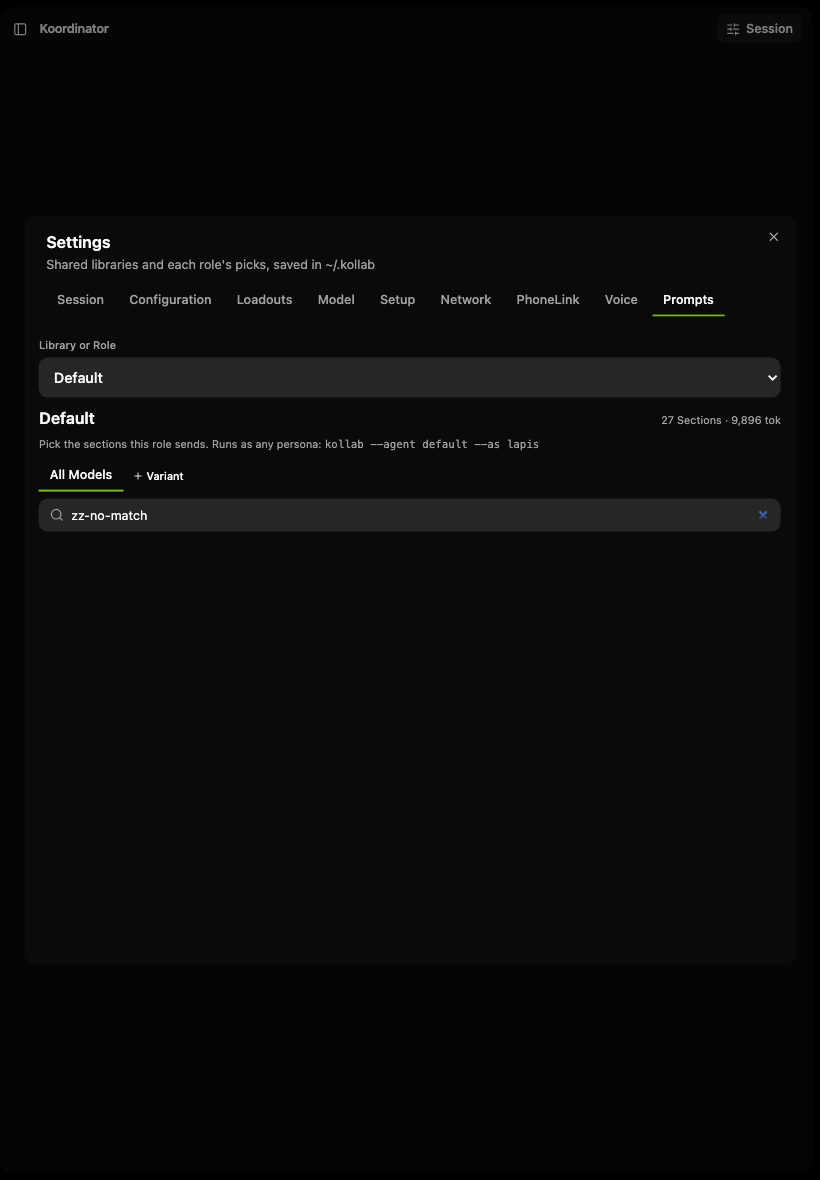 Koordinator
Session
Settings
Shared libraries and each role's picks, saved in ~/.kollab
Session Configuration Loadouts Model Setup Network PhoneLink Voice Prompts
Library or Role
Default
Default
27 Sections · 9,896 tok
Pick the sections this role sends. Runs as any persona: kollab --agent default --as lapis
All Models + Variant
zz-no-match